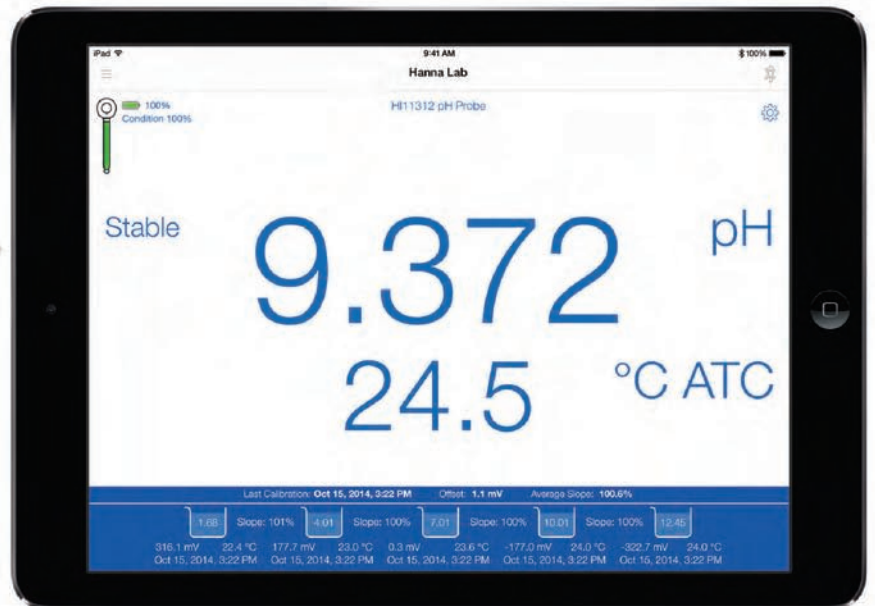 iPad 9:41 AM 100%
Hanna Lab
100%
Condition 100%
HI11312 pH Probe
Stable 9.372 pH
24.5 °C ATC
Last Calibration: Oct 15, 2014, 3:22 PM Offset: 1.1 mV Average Slope: 100.6%
1.68 Slope: 101% 4.01 Slope: 100% 7.01 Slope: 100% 10.01 Slope: 100% 12.45
316.1 mV 22.4 °C 177.7 mV 23.0 °C 0.3 mV 23.6 °C -177.0 mV 24.0 °C -322.7 mV 24.0 °C
Oct 15, 2014, 3:22 PM Oct 15, 2014, 3:22 PM Oct 15, 2014, 3:22 PM Oct 15, 2014, 3:22 PM Oct 15, 2014, 3:22 PM